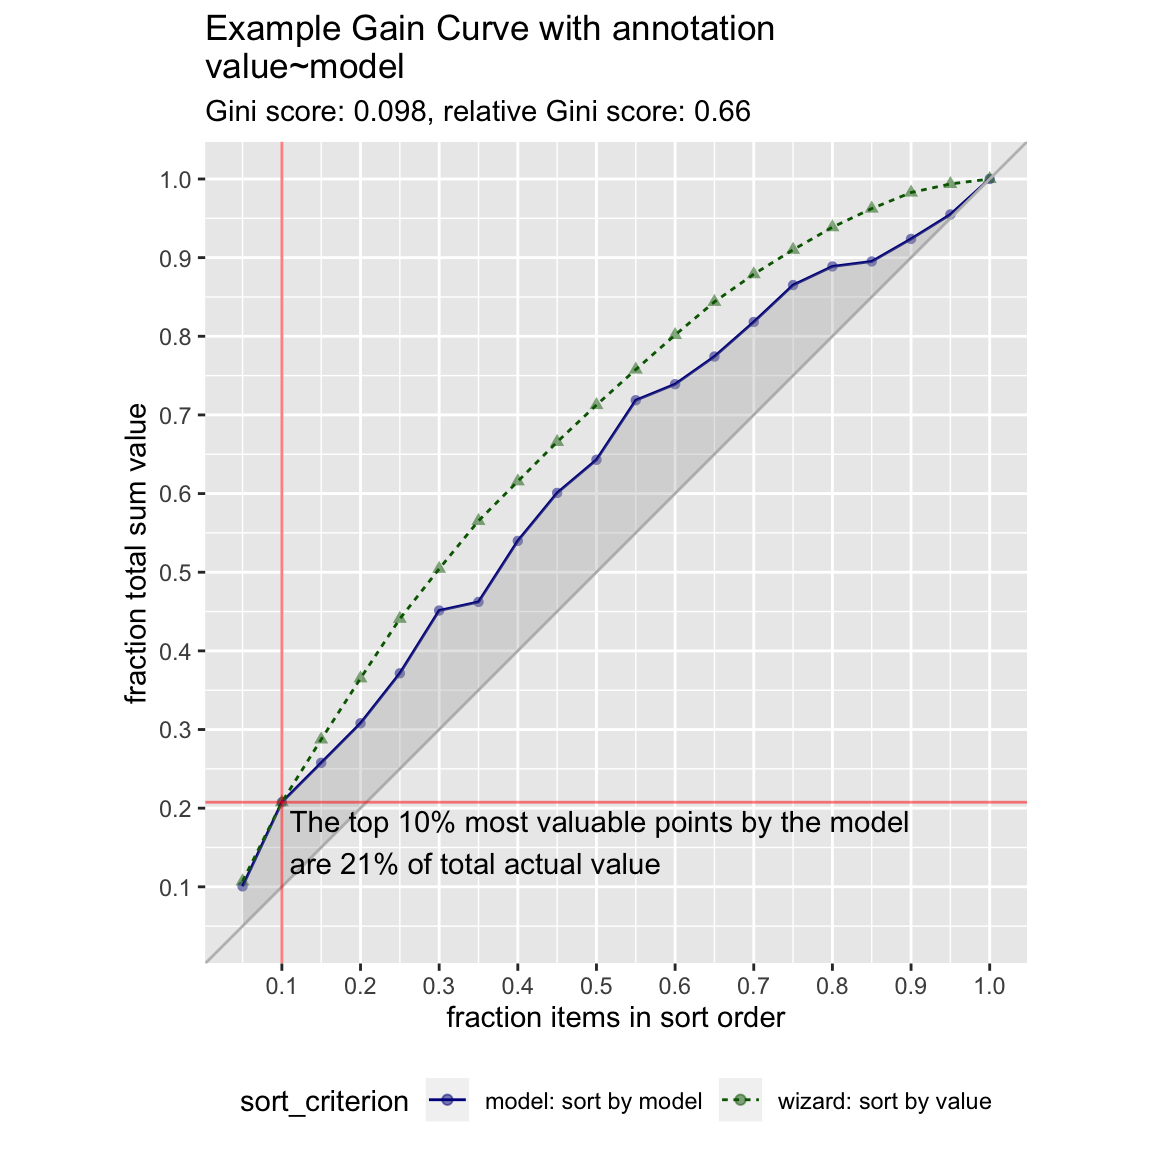 Example Gain Curve with annotation
value~model
Gini score: 0.098, relative Gini score: 0.66
fraction total sum value
1.0
0.9
0.8
0.7
0.6
0.5
0.4
0.3
0.2
0.1
The top 10% most valuable points by the model
are 21% of total actual value
0.1 0.2 0.3 0.4 0.5 0.6 0.7 0.8 0.9 1.0
fraction items in sort order
sort_criterion model: sort by model wizard: sort by value